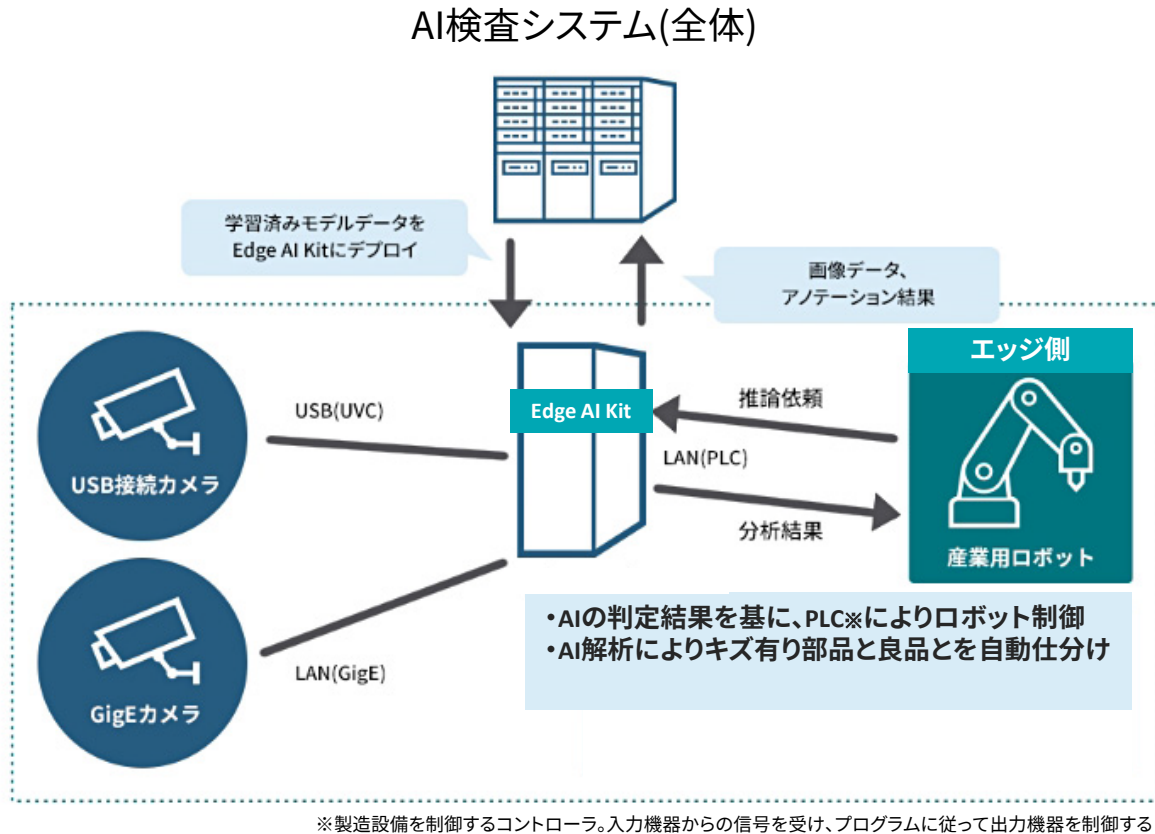 AI検査システム(全体)
学習済みモデルデータを
Edge AI Kitにデプロイ
画像データ、
アノテーション結果
エッジ側
USB(UVC)
Edge AI Kit
推論依頼
LAN(PLC)
USB接続カメラ
分析結果
産業用ロボット
・AIの判定結果を基に、PLC※によりロボット制御
・AI解析によりキズ有り部品と良品とを自動仕分け
LAN(GigE)
GigEカメラ
※製造設備を制御するコントローラ。入力機器からの信号を受け、プログラムに従って出力機器を制御する